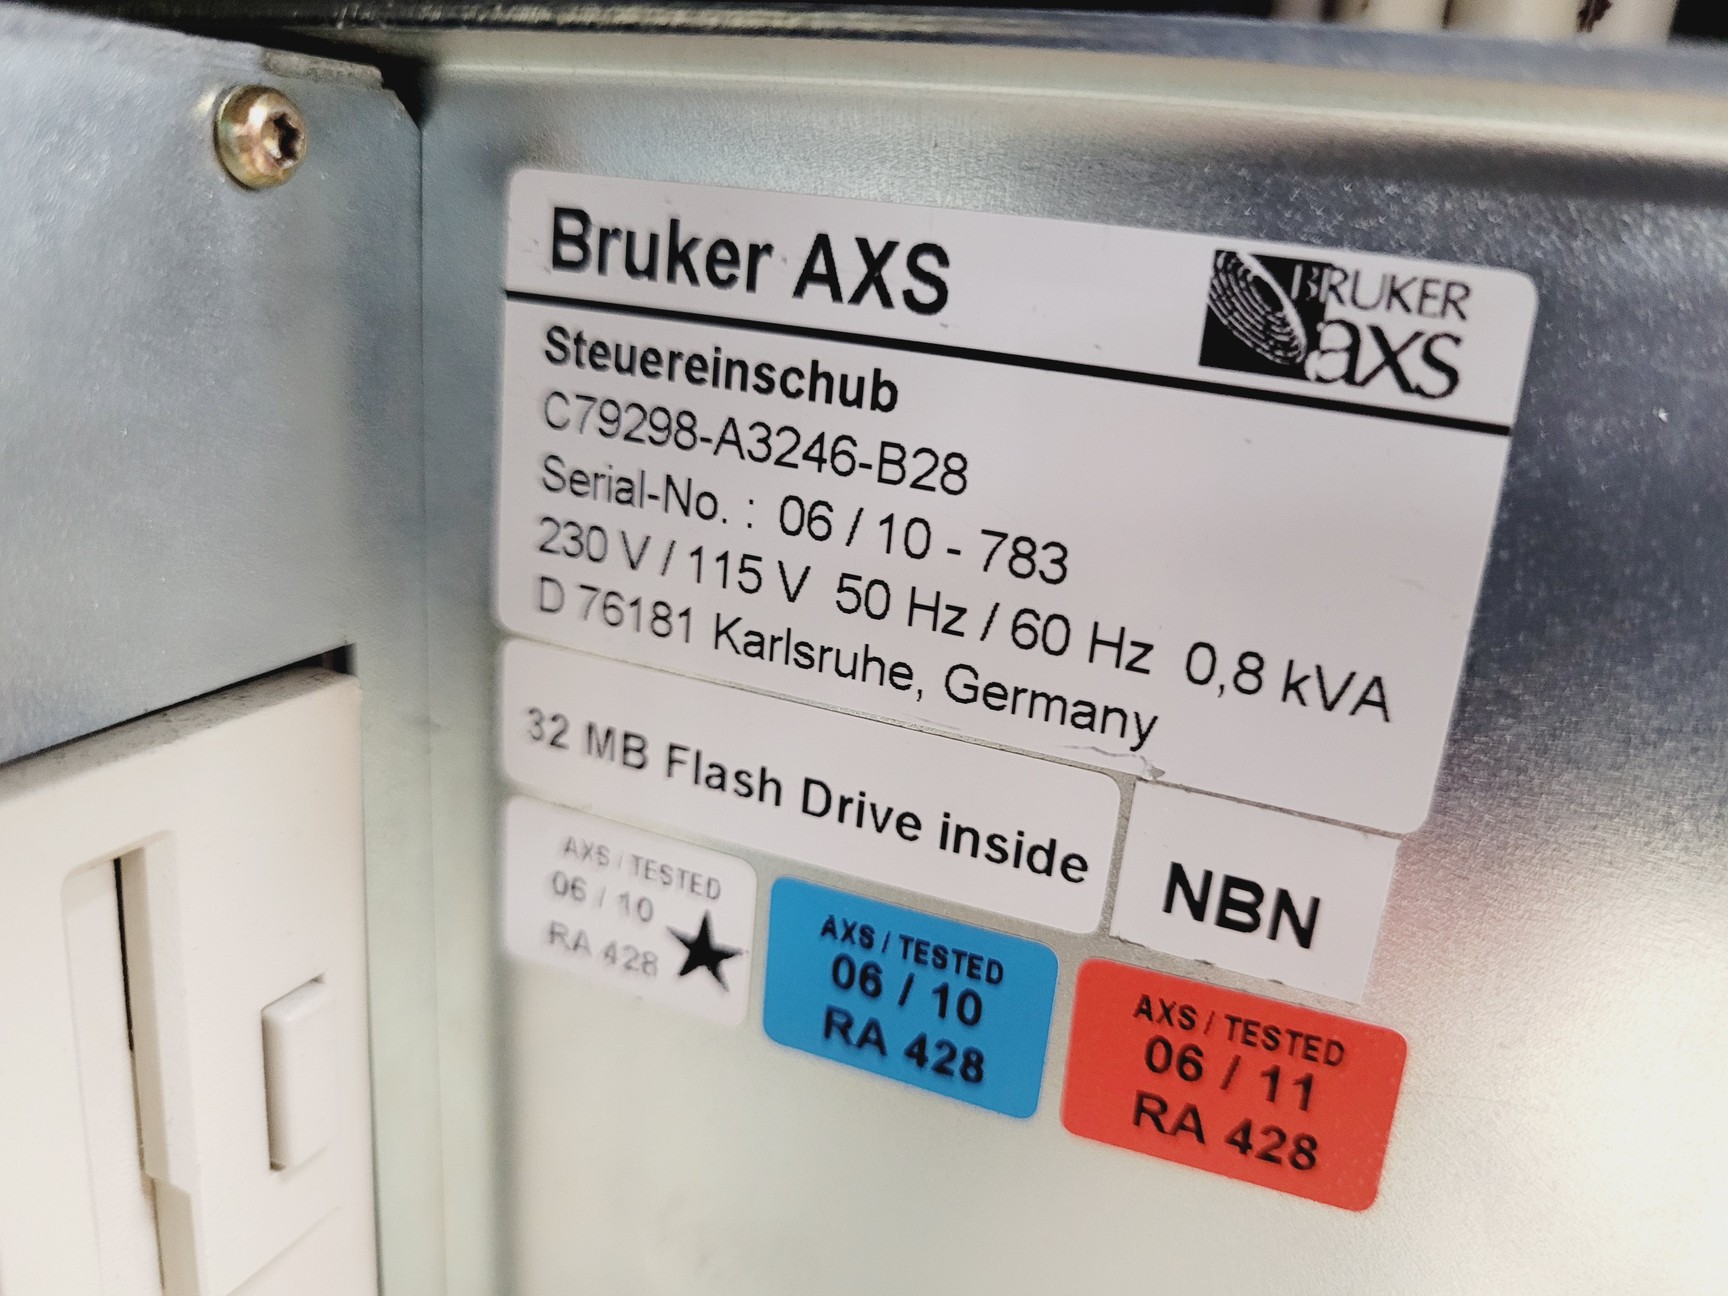 Bruker AXS
BRUKER
axs
Steuereinschub
C79298-A3246-B28
Serial-No. : 06 / 10 - 783
230 V / 115 V 50 Hz / 60 Hz 0,8 kVA
D 76181 Karlsruhe, Germany
32 MB Flash Drive inside
NBN
AXS / TESTED
06 / 10
RA 428
AXS / TESTED
06 / 10
RA 428
AXS / TESTED
06 / 11
RA 428